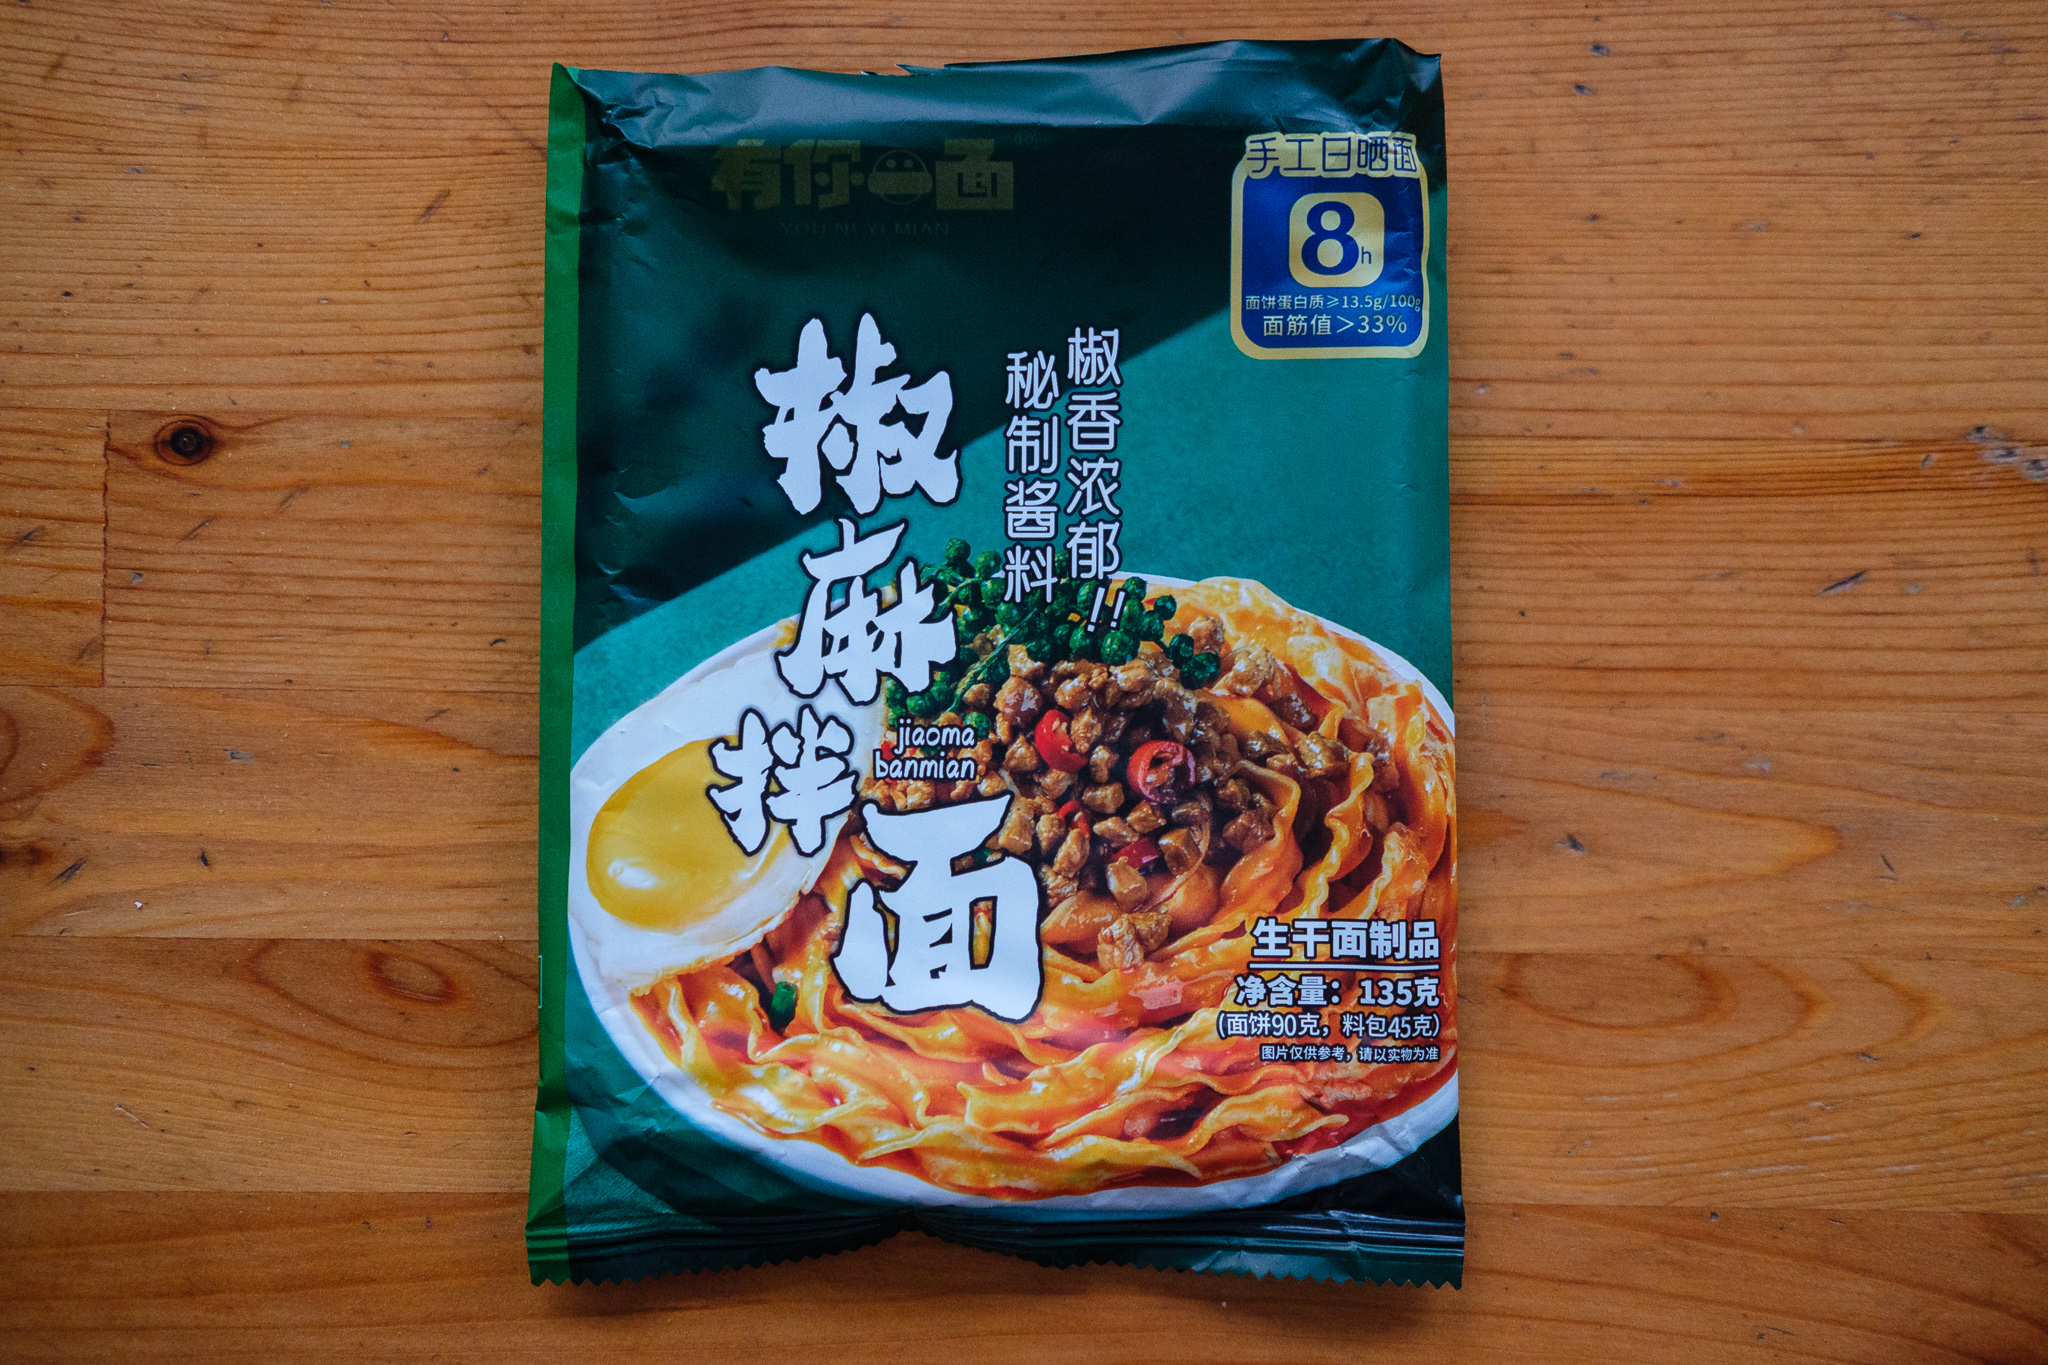 有你一面
YOU NI YI MIAN
手工日晒面
8h
面饼蛋白质≥13.5g/100g
面筋值>33%
椒香浓郁!!
秘制酱料
椒麻拌面
jiaoma
banmian
生干面制品
净含量：135克
(面饼90克，料包45克)
图片仅供参考，请以实物为准